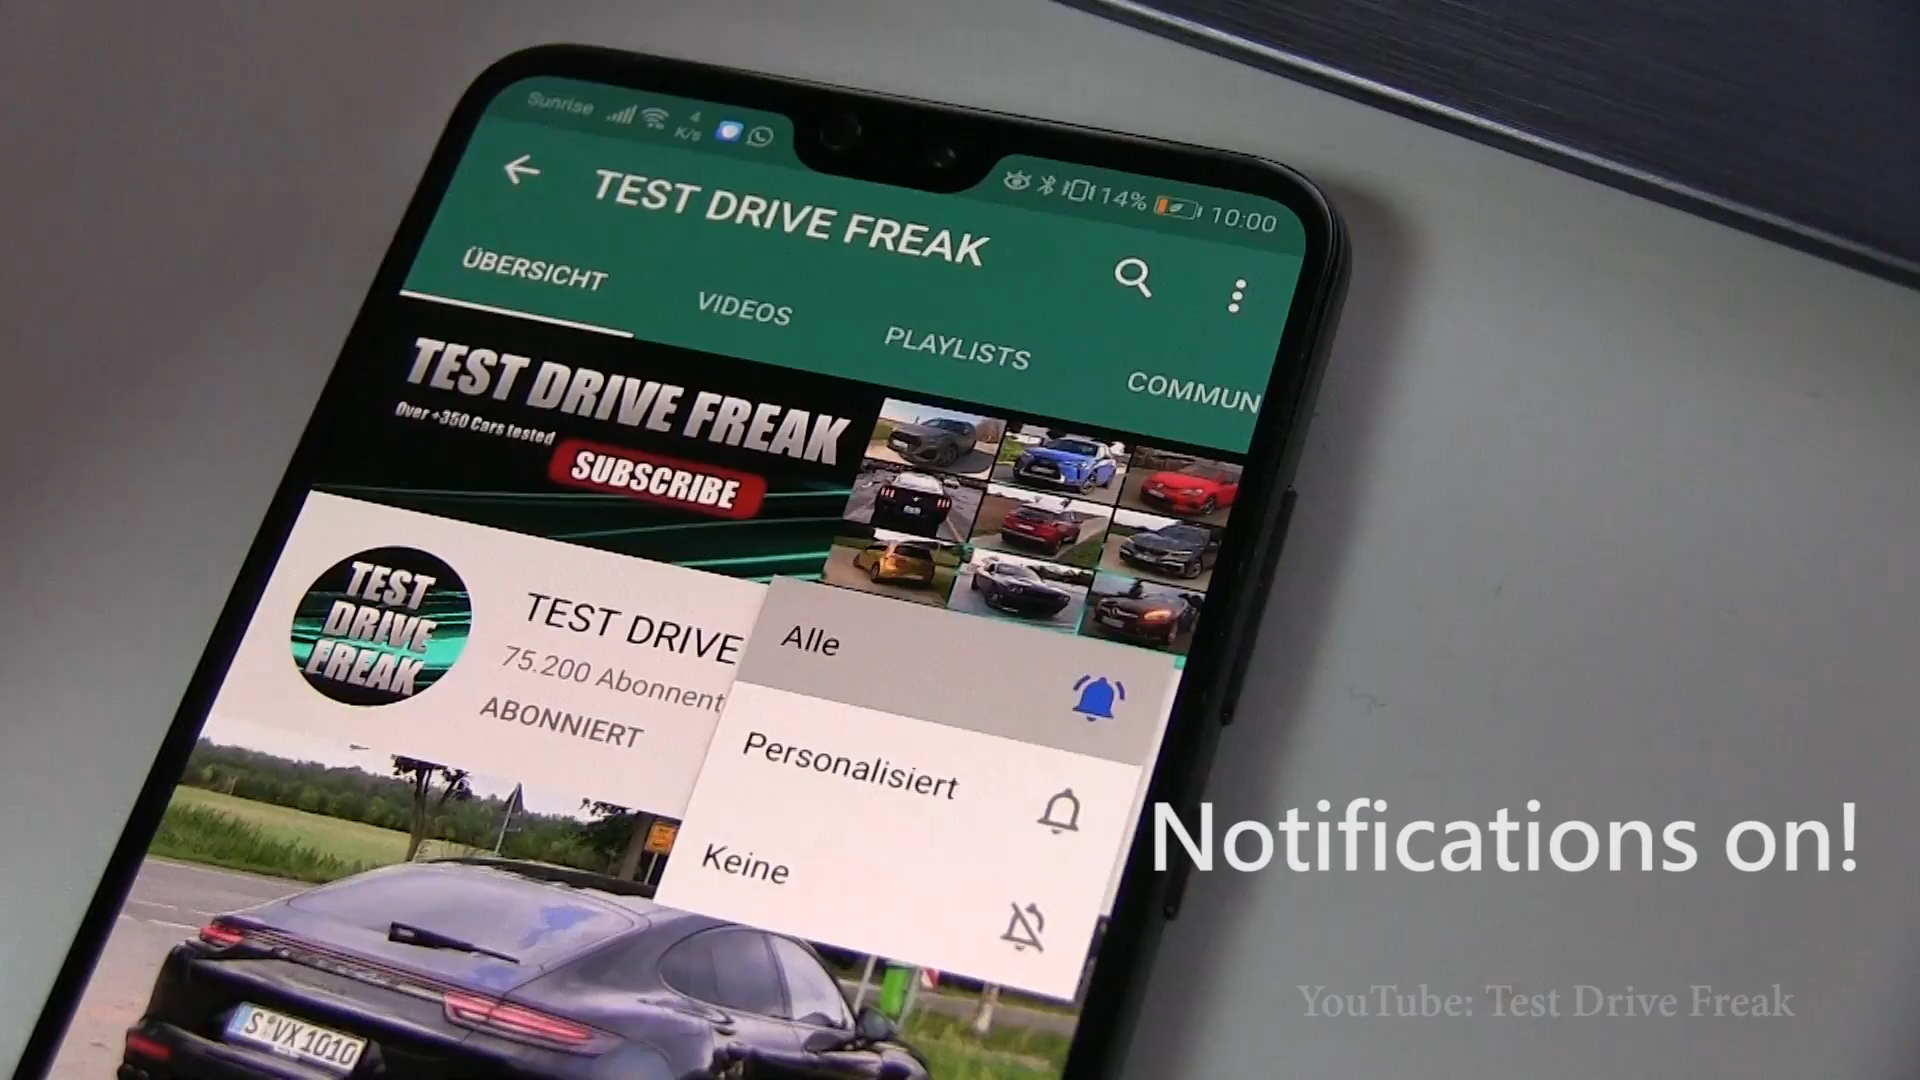 Sunrise
4
K/s
14%
10:00
TEST DRIVE FREAK
ÜBERSICHT
VIDEOS
PLAYLISTS
COMMUN
TEST DRIVE FREAK
Over +350 Cars tested
SUBSCRIBE
TEST
DRIVE
FREAK
TEST DRIVE
75.200 Abonnent
ABONNIERT
Alle
Personalisiert
Keine
S VX 1010
Notifications on!
YouTube: Test Drive Freak